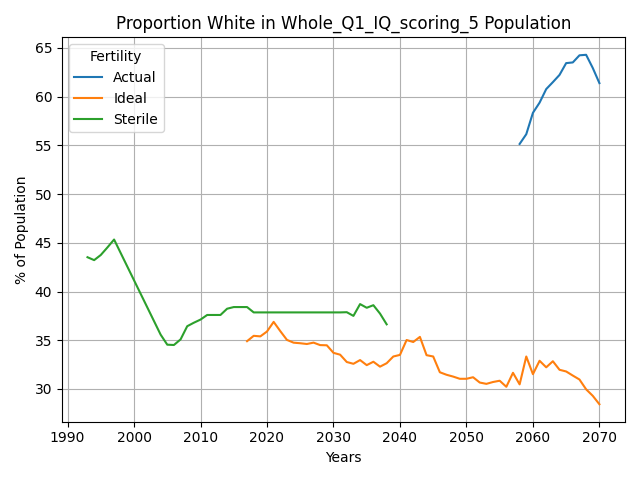 Proportion White in Whole_Q1_IQ_scoring_5 Population
Fertility
Actual
Ideal
Sterile
% of Population
65
60
55
50
45
40
35
30
1990 2000 2010 2020 2030 2040 2050 2060 2070
Years